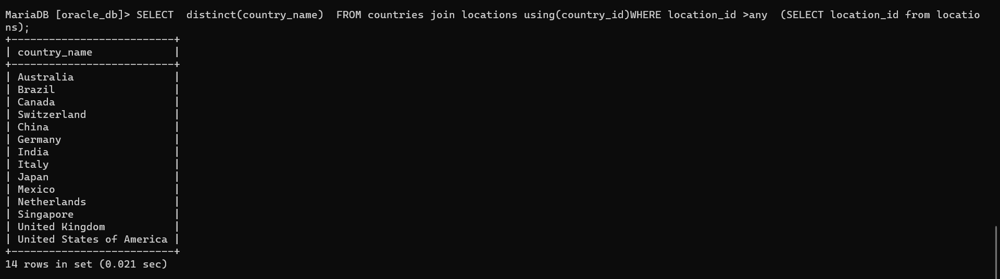 MariaDB [oracle_db]> SELECT  distinct(country_name)  FROM countries join locations using(country_id)WHERE location_id >any  (SELECT location_id from locatio
ns);
+--------------------------+
| country_name             |
+--------------------------+
| Australia                |
| Brazil                   |
| Canada                   |
| Switzerland              |
| China                    |
| Germany                  |
| India                    |
| Italy                    |
| Japan                    |
| Mexico                   |
| Netherlands              |
| Singapore                |
| United Kingdom           |
| United States of America |
+--------------------------+
14 rows in set (0.021 sec)